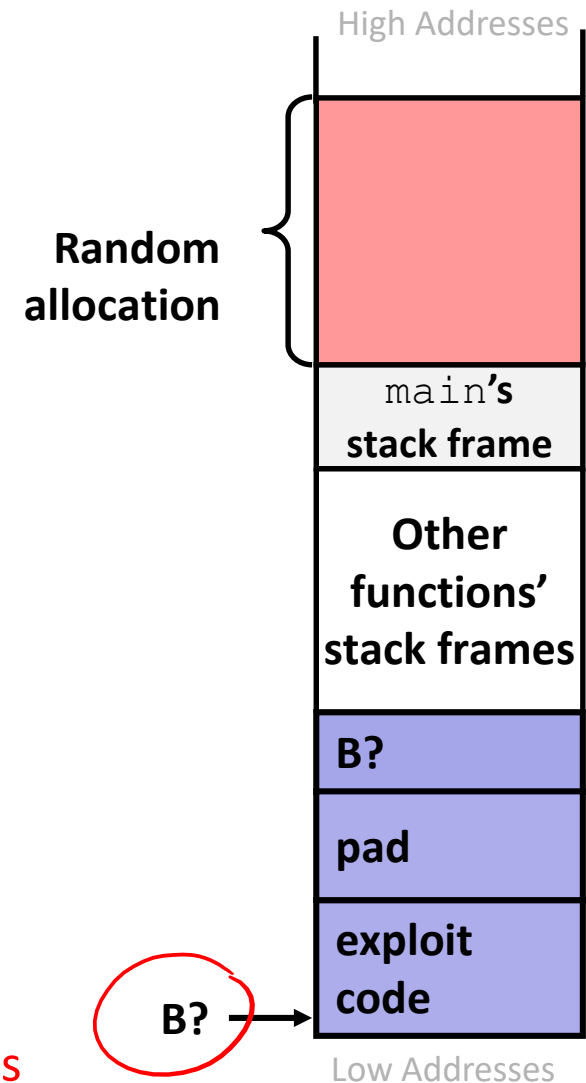 High Addresses
Random
allocation
main's
stack frame
Other
functions'
stack frames
B?
pad
exploit
code
B?
s
Low Addresses